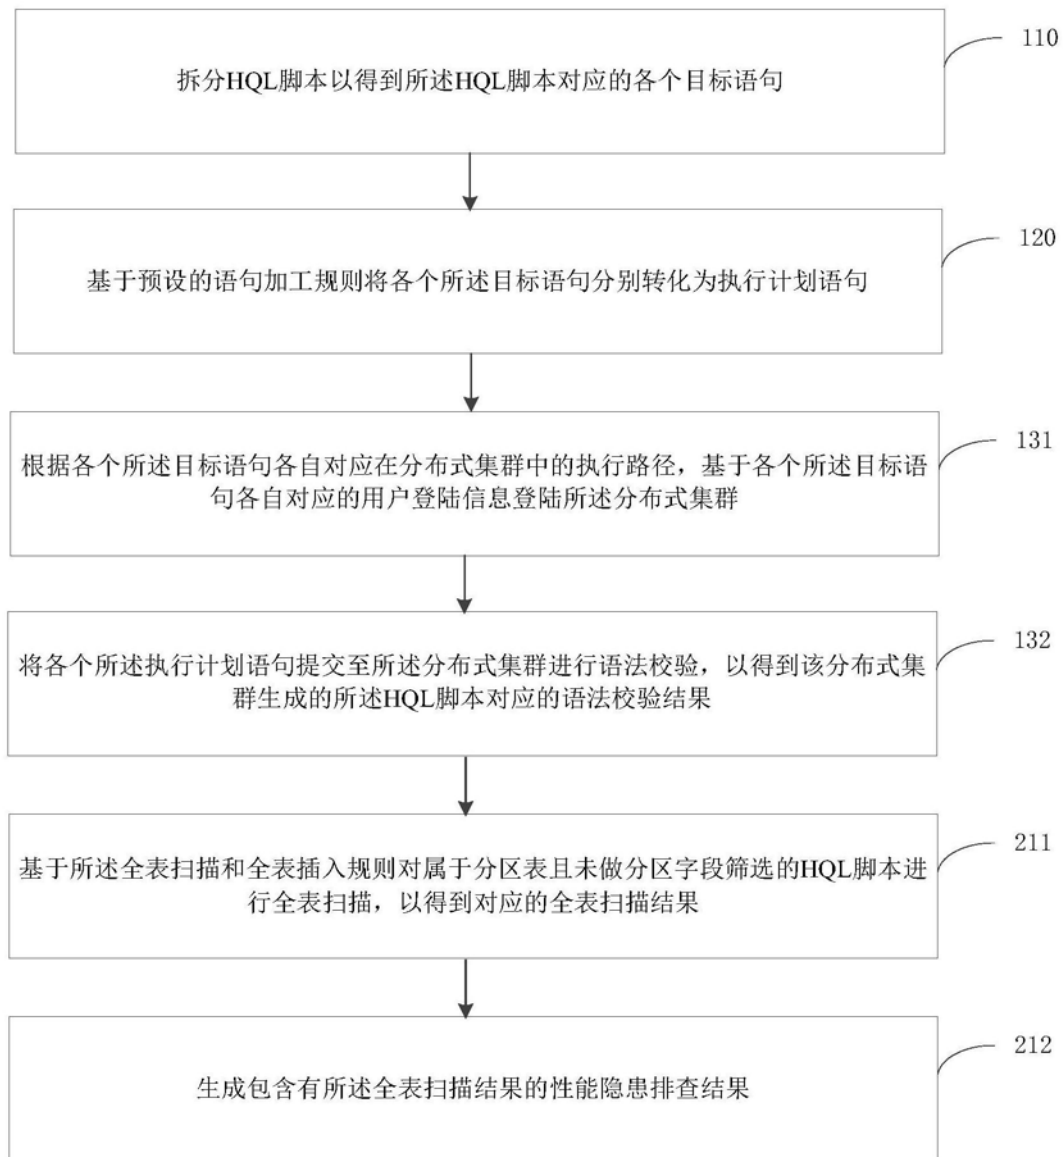 110
拆分HQL脚本以得到所述HQL脚本对应的各个目标语句
120
基于预设的语句加工规则将各个所述目标语句分别转化为执行计划语句
131
根据各个所述目标语句各自对应在分布式集群中的执行路径，基于各个所述目标语
句各自对应的用户登陆信息登陆所述分布式集群
132
将各个所述执行计划语句提交至所述分布式集群进行语法校验，以得到该分布式集
群生成的所述HQL脚本对应的语法校验结果
211
基于所述全表扫描和全表插入规则对属于分区表且未做分区字段筛选的HQL脚本进
行全表扫描，以得到对应的全表扫描结果
212
生成包含有所述全表扫描结果的性能隐患排查结果